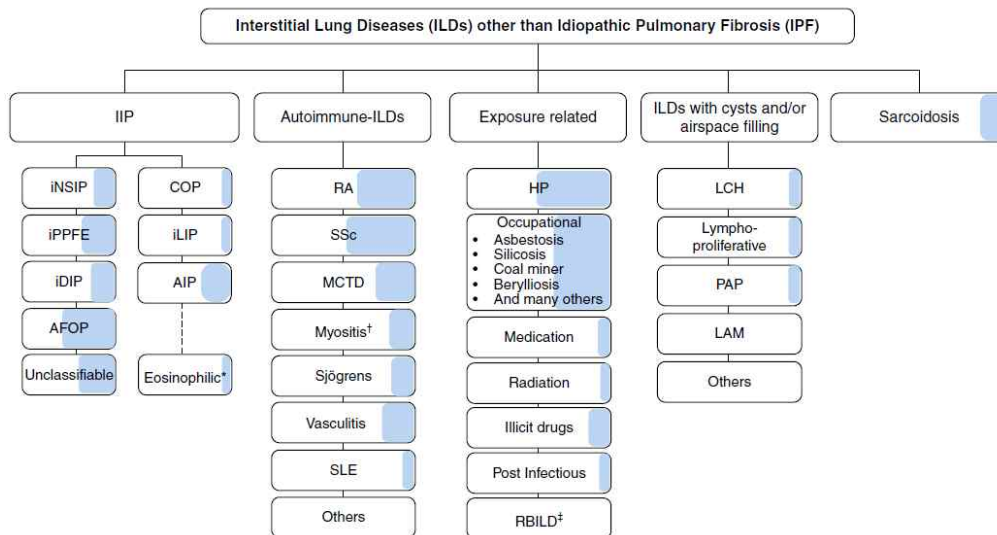 Interstitial Lung Diseases (ILDs) other than Idiopathic Pulmonary Fibrosis (IPF)
IIP
Autoimmune-ILDs
Exposure related
ILDs with cysts and/or
airspace filling
Sarcoidosis
iNSIP
iPPFE
iDIP
AFOP
Unclassifiable
COP
iLIP
AIP
Eosinophilic*
RA
SSc
MCTD
Myositis†
Sjögrens
Vasculitis
SLE
Others
HP
Occupational
• Asbestosis
• Silicosis
• Coal miner
• Berylliosis
• And many others
Medication
Radiation
Illicit drugs
Post Infectious
RBILD‡
LCH
Lympho-
proliferative
PAP
LAM
Others